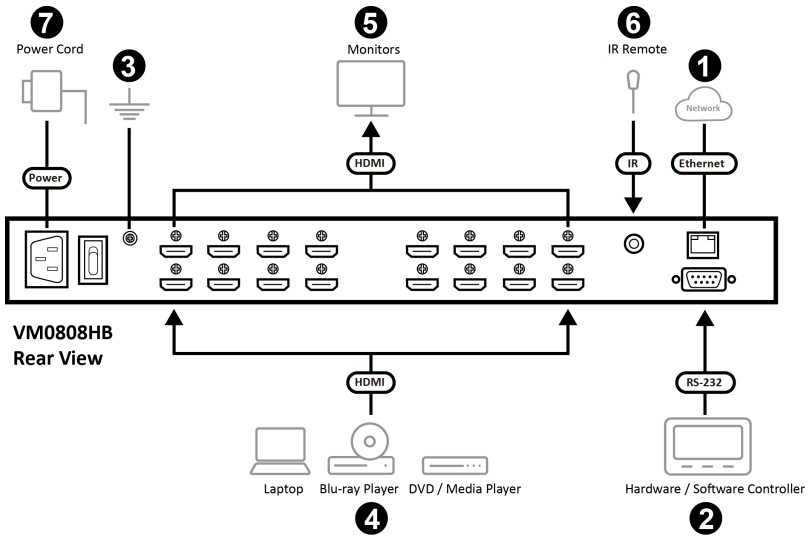 7
Power Cord
3
5
Monitors
6
IR Remote
1
Network
Power
HDMI
IR
Ethernet
VM0808HB
Rear View
HDMI
RS-232
Laptop
Blu-ray Player
DVD / Media Player
Hardware / Software Controller
4
2